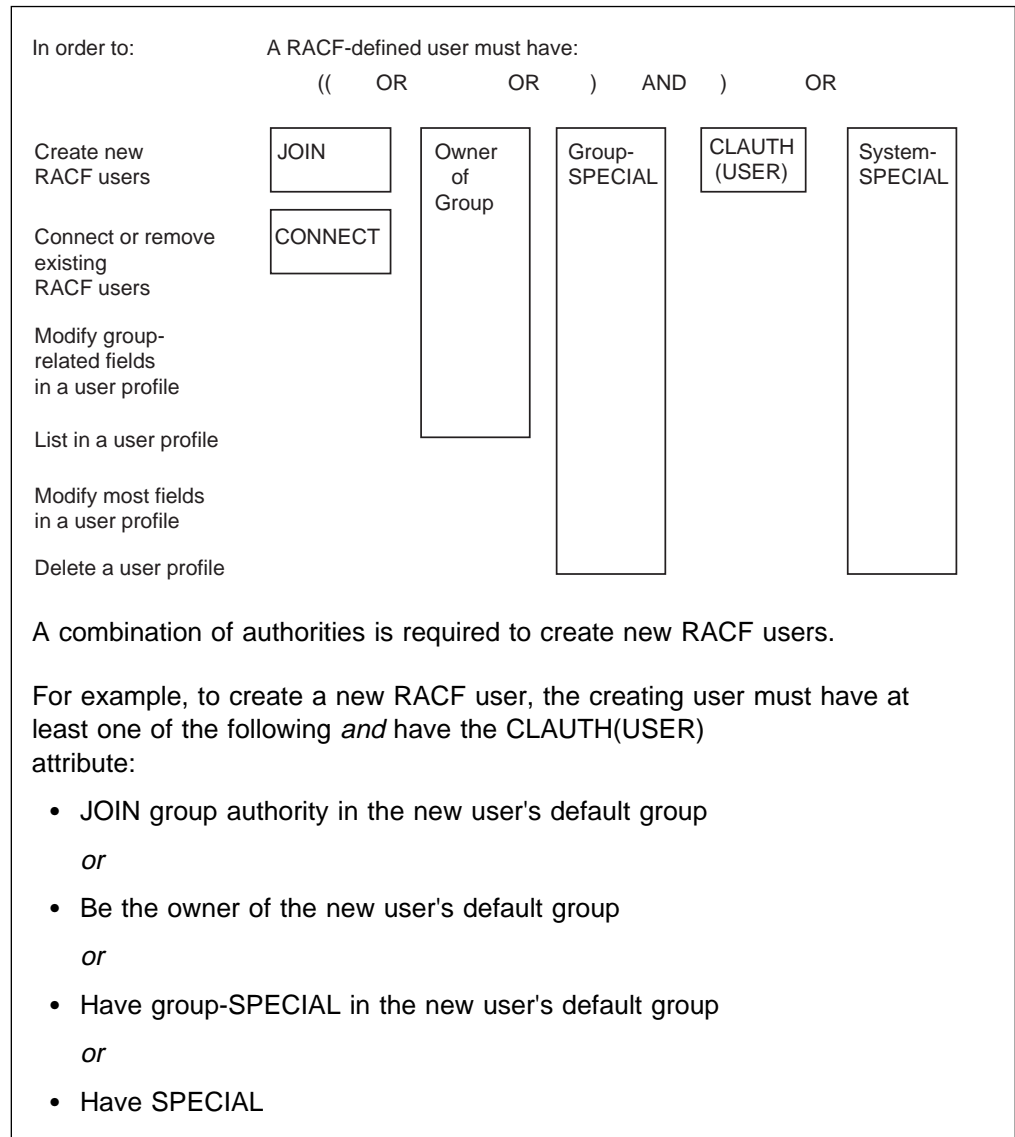 In order to: A RACF-defined user must have:
(( OR OR ) AND ) OR
Create new
RACF users
JOIN
Owner
of
Group
Group-
SPECIAL
CLAUTH
(USER)
System-
SPECIAL
Connect or remove
existing
RACF users
CONNECT
Modify group-
related fields
in a user profile
List in a user profile
Modify most fields
in a user profile
Delete a user profile
A combination of authorities is required to create new RACF users.
For example, to create a new RACF user, the creating user must have at
least one of the following and have the CLAUTH(USER)
attribute:
• JOIN group authority in the new user's default group
or
• Be the owner of the new user's default group
or
• Have group-SPECIAL in the new user's default group
or
• Have SPECIAL